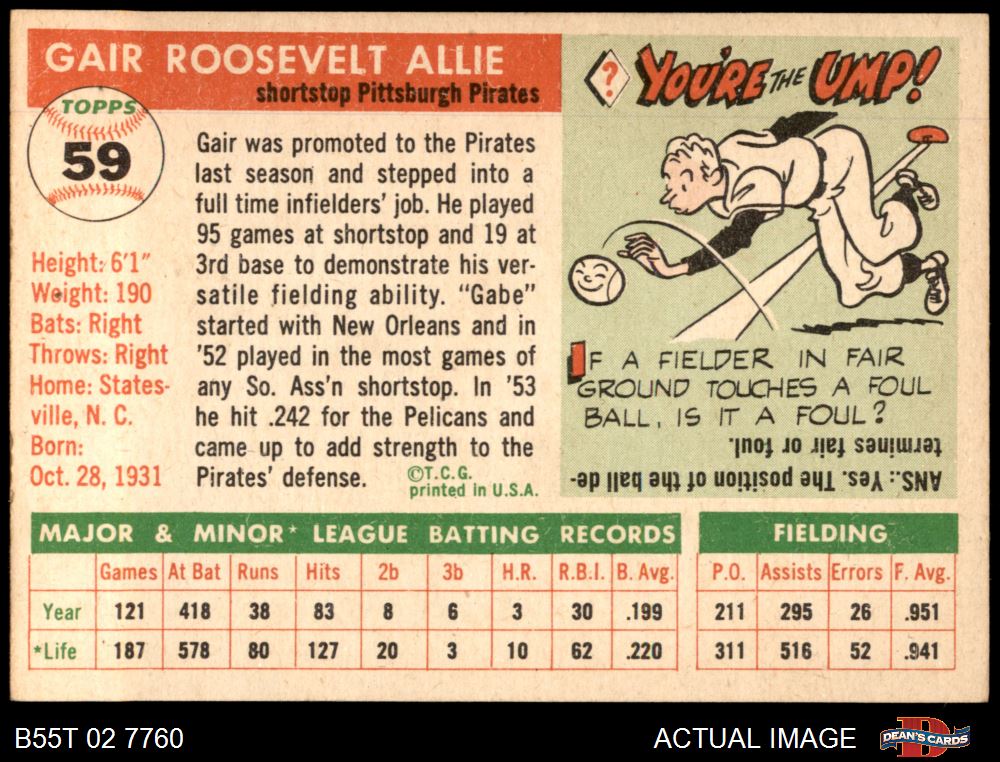 GAIR ROOSEVELT ALLIE
shortstop Pittsburgh Pirates
TOPPS
59
Height: 6'1"
Weight: 190
Bats: Right
Throws: Right
Home: States-
ville, N. C.
Born:
Oct. 28, 1931
Gair was promoted to the Pirates
last season and stepped into a
full time infielders' job. He played
95 games at shortstop and 19 at
3rd base to demonstrate his ver-
satile fielding ability. "Gabe"
started with New Orleans and in
'52 played in the most games of
any So. Ass'n shortstop. In '53
he hit .242 for the Pelicans and
came up to add strength to the
Pirates' defense.
©T.C.G.
printed in U.S.A.
? YOU'RE THE UMP!
IF A FIELDER IN FAIR
GROUND TOUCHES A FOUL
BALL, IS IT A FOUL?
ANS.: Yes. The position of the ball de-
termines fair or foul.
MAJOR & MINOR* LEAGUE BATTING RECORDS FIELDING
Games At Bat Runs Hits 2b 3b H.R. R.B.I. B. Avg. P.O. Assists Errors F. Avg.
Year 121 418 38 83 8 6 3 30 .199 211 295 26 .951
*Life 187 578 80 127 20 3 10 62 .220 311 516 52 .941
B55T 02 7760
ACTUAL IMAGE
D
DEAN'S CARDS